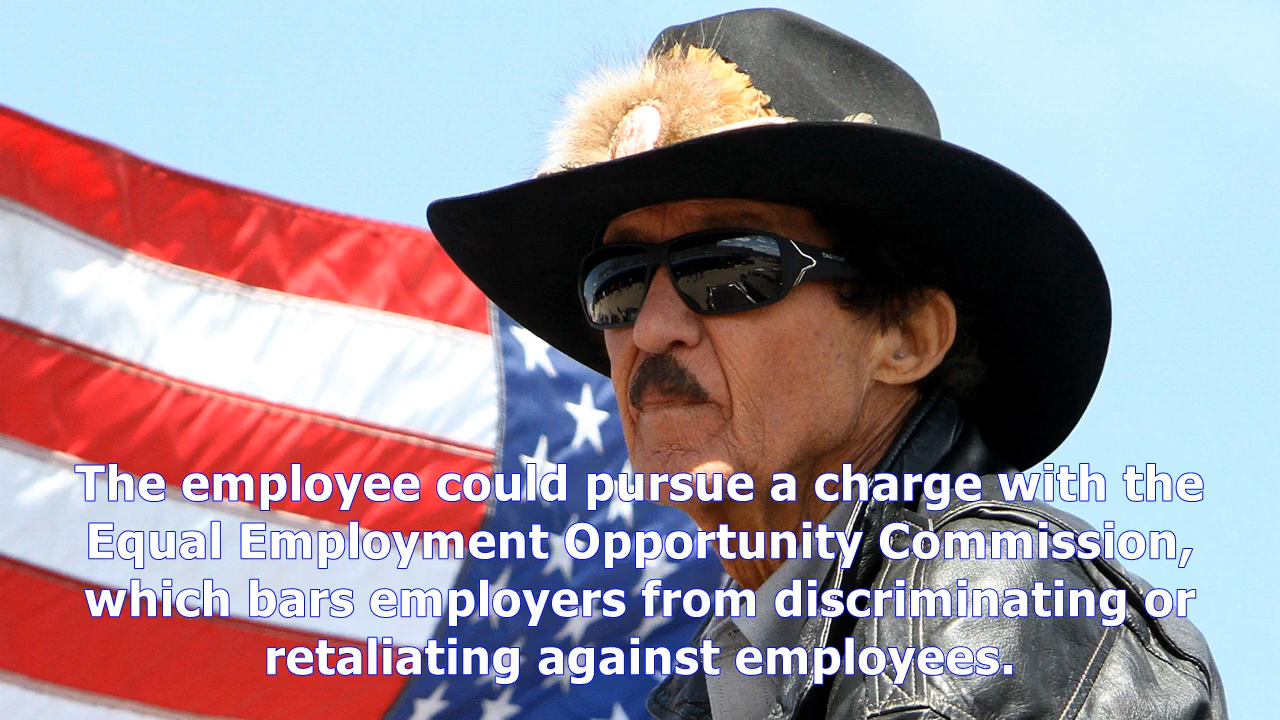 The employee could pursue a charge with the
Equal Employment Opportunity Commission,
which bars employers from discriminating or
retaliating against employees.